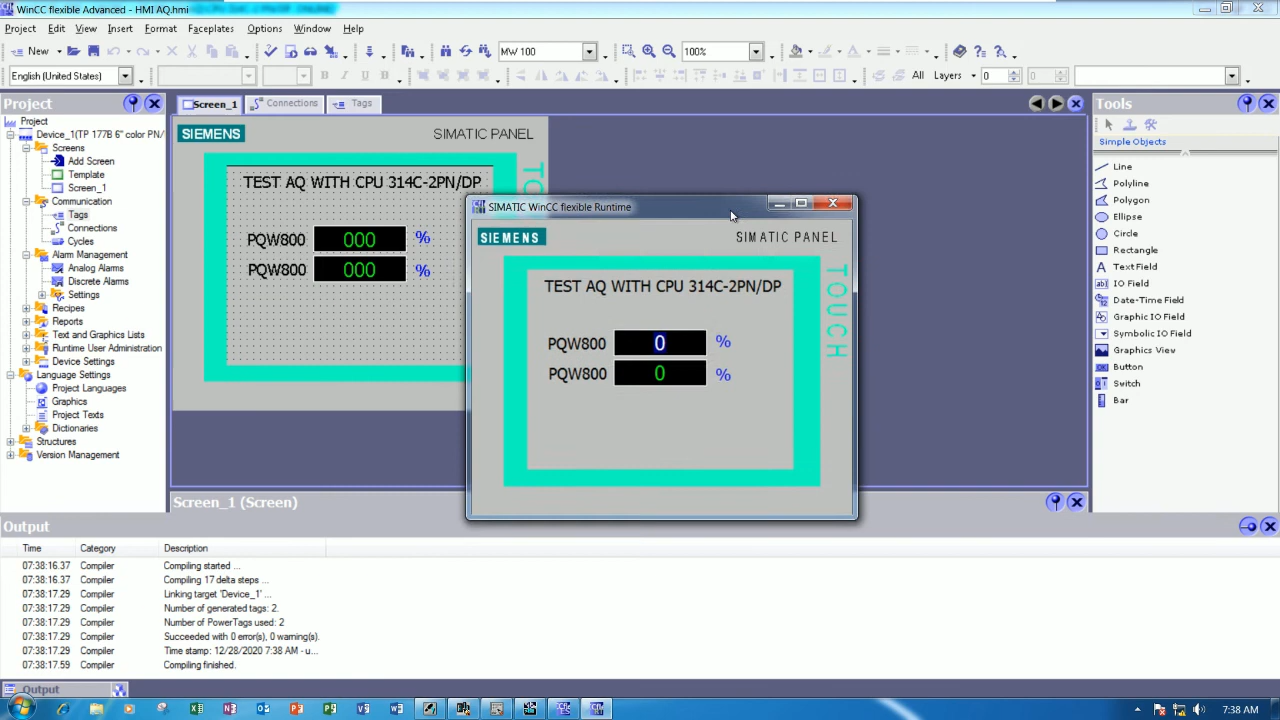 WinCC flexible Advanced - HMI AQ.hmi
Project Edit View Insert Format Faceplates Options Window Help
New MW 100 100%
English (United States) B I U B All Layers 0 0
Project
Project
Device_1(TP 177B 6" color PN/
Screens
Add Screen
Template
Screen_1
Communication
Tags
Connections
Cycles
Alarm Management
Analog Alarms
Discrete Alarms
Settings
Recipes
Reports
Text and Graphics Lists
Runtime User Administration
Device Settings
Language Settings
Project Languages
Graphics
Project Texts
Dictionaries
Structures
Version Management
Screen_1 Connections Tags
SIEMENS SIMATIC PANEL
TEST AQ WITH CPU 314C-2PN/DP
PQW800 000 %
PQW800 000 %
SIMATIC WinCC flexible Runtime
SIEMENS SIMATIC PANEL
TOUCH
TEST AQ WITH CPU 314C-2PN/DP
PQW800 0 %
PQW800 0 %
Screen_1 (Screen)
Tools
Simple Objects
Line
Polyline
Polygon
Ellipse
Circle
Rectangle
Text Field
IO Field
Date-Time Field
Graphic IO Field
Symbolic IO Field
Graphics View
Button
Switch
Bar
Output
Time Category Description
07:38:16.37 Compiler Compiling started ...
07:38:16.37 Compiler Compiling 17 delta steps ...
07:38:17.29 Compiler Linking target 'Device_1' ...
07:38:17.29 Compiler Number of generated tags: 2.
07:38:17.29 Compiler Number of PowerTags used: 2
07:38:17.29 Compiler Succeeded with 0 error(s), 0 warning(s).
07:38:17.29 Compiler Time stamp: 12/28/2020 7:38 AM - u...
07:38:17.59 Compiler Compiling finished.
Output
7:38 AM